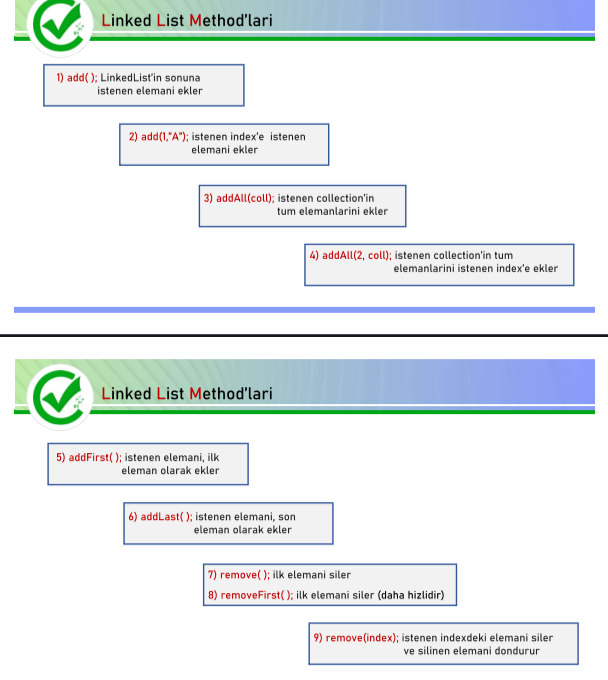 Linked List Method'lari
1) add( ); LinkedList'in sonuna
istenen elemani ekler
2) add(1,"A"); istenen index'e istenen
elemani ekler
3) addAll(coll); istenen collection'in
tum elemanlarini ekler
4) addAll(2, coll); istenen collection'in tum
elemanlarini istenen index'e ekler
Linked List Method'lari
5) addFirst( ); istenen elemani, ilk
eleman olarak ekler
6) addLast( ); istenen elemani, son
eleman olarak ekler
7) remove( ); ilk elemani siler
8) removeFirst( ); ilk elemani siler (daha hizlidir)
9) remove(index); istenen indexdeki elemani siler
ve silinen elemani dondurur